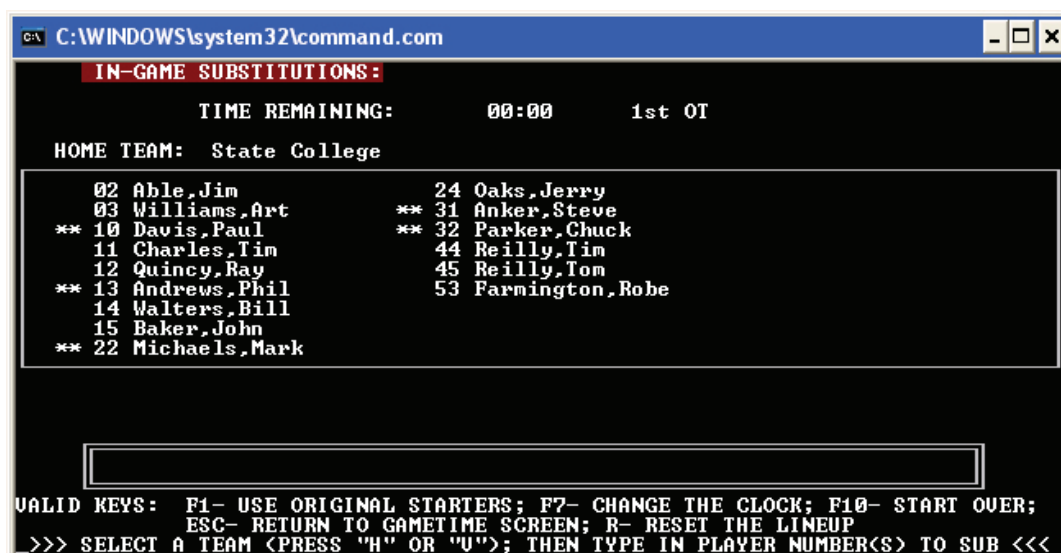 C:\WINDOWS\system32\command.com
IN-GAME SUBSTITUTIONS:
TIME REMAINING: 00:00 1st OT
HOME TEAM: State College
02 Able,Jim 24 Oaks,Jerry
03 Williams,Art ** 31 Anker,Steve
** 10 Davis,Paul ** 32 Parker,Chuck
11 Charles,Tim 44 Reilly,Tim
12 Quincy,Ray 45 Reilly,Tom
** 13 Andrews,Phil 53 Farmington,Robe
14 Walters,Bill
15 Baker,John
** 22 Michaels,Mark
VALID KEYS: F1- USE ORIGINAL STARTERS; F7- CHANGE THE CLOCK; F10- START OVER;
ESC- RETURN TO GAMETIME SCREEN; R- RESET THE LINEUP
_>>> SELECT A TEAM (PRESS "H" OR "V"); THEN TYPE IN PLAYER NUMBER(S) TO SUB <<<